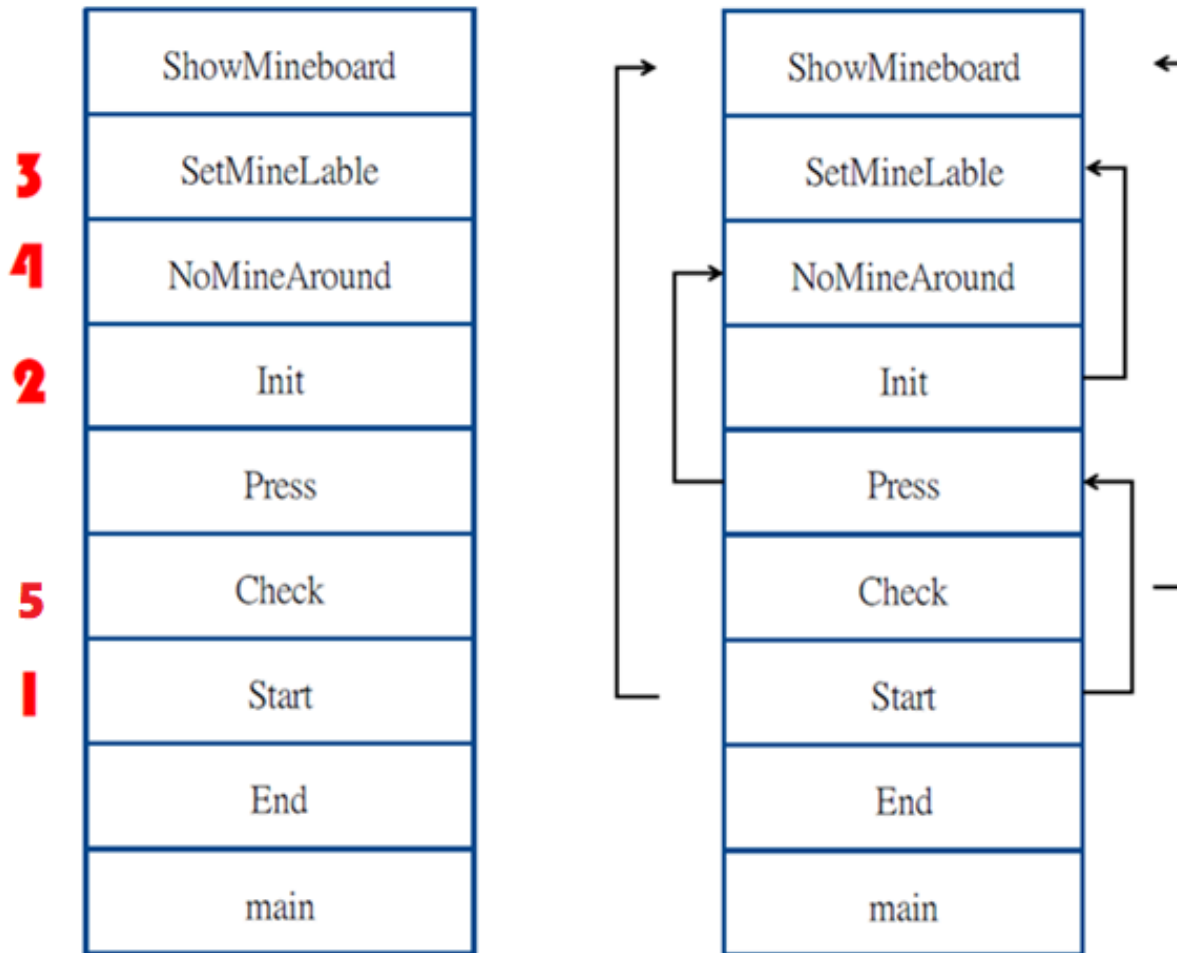 ShowMineboard
3 SetMineLable
4 NoMineAround
2 Init
Press
5 Check
1 Start
End
main
ShowMineboard
SetMineLable
NoMineAround
Init
Press
Check
Start
End
main